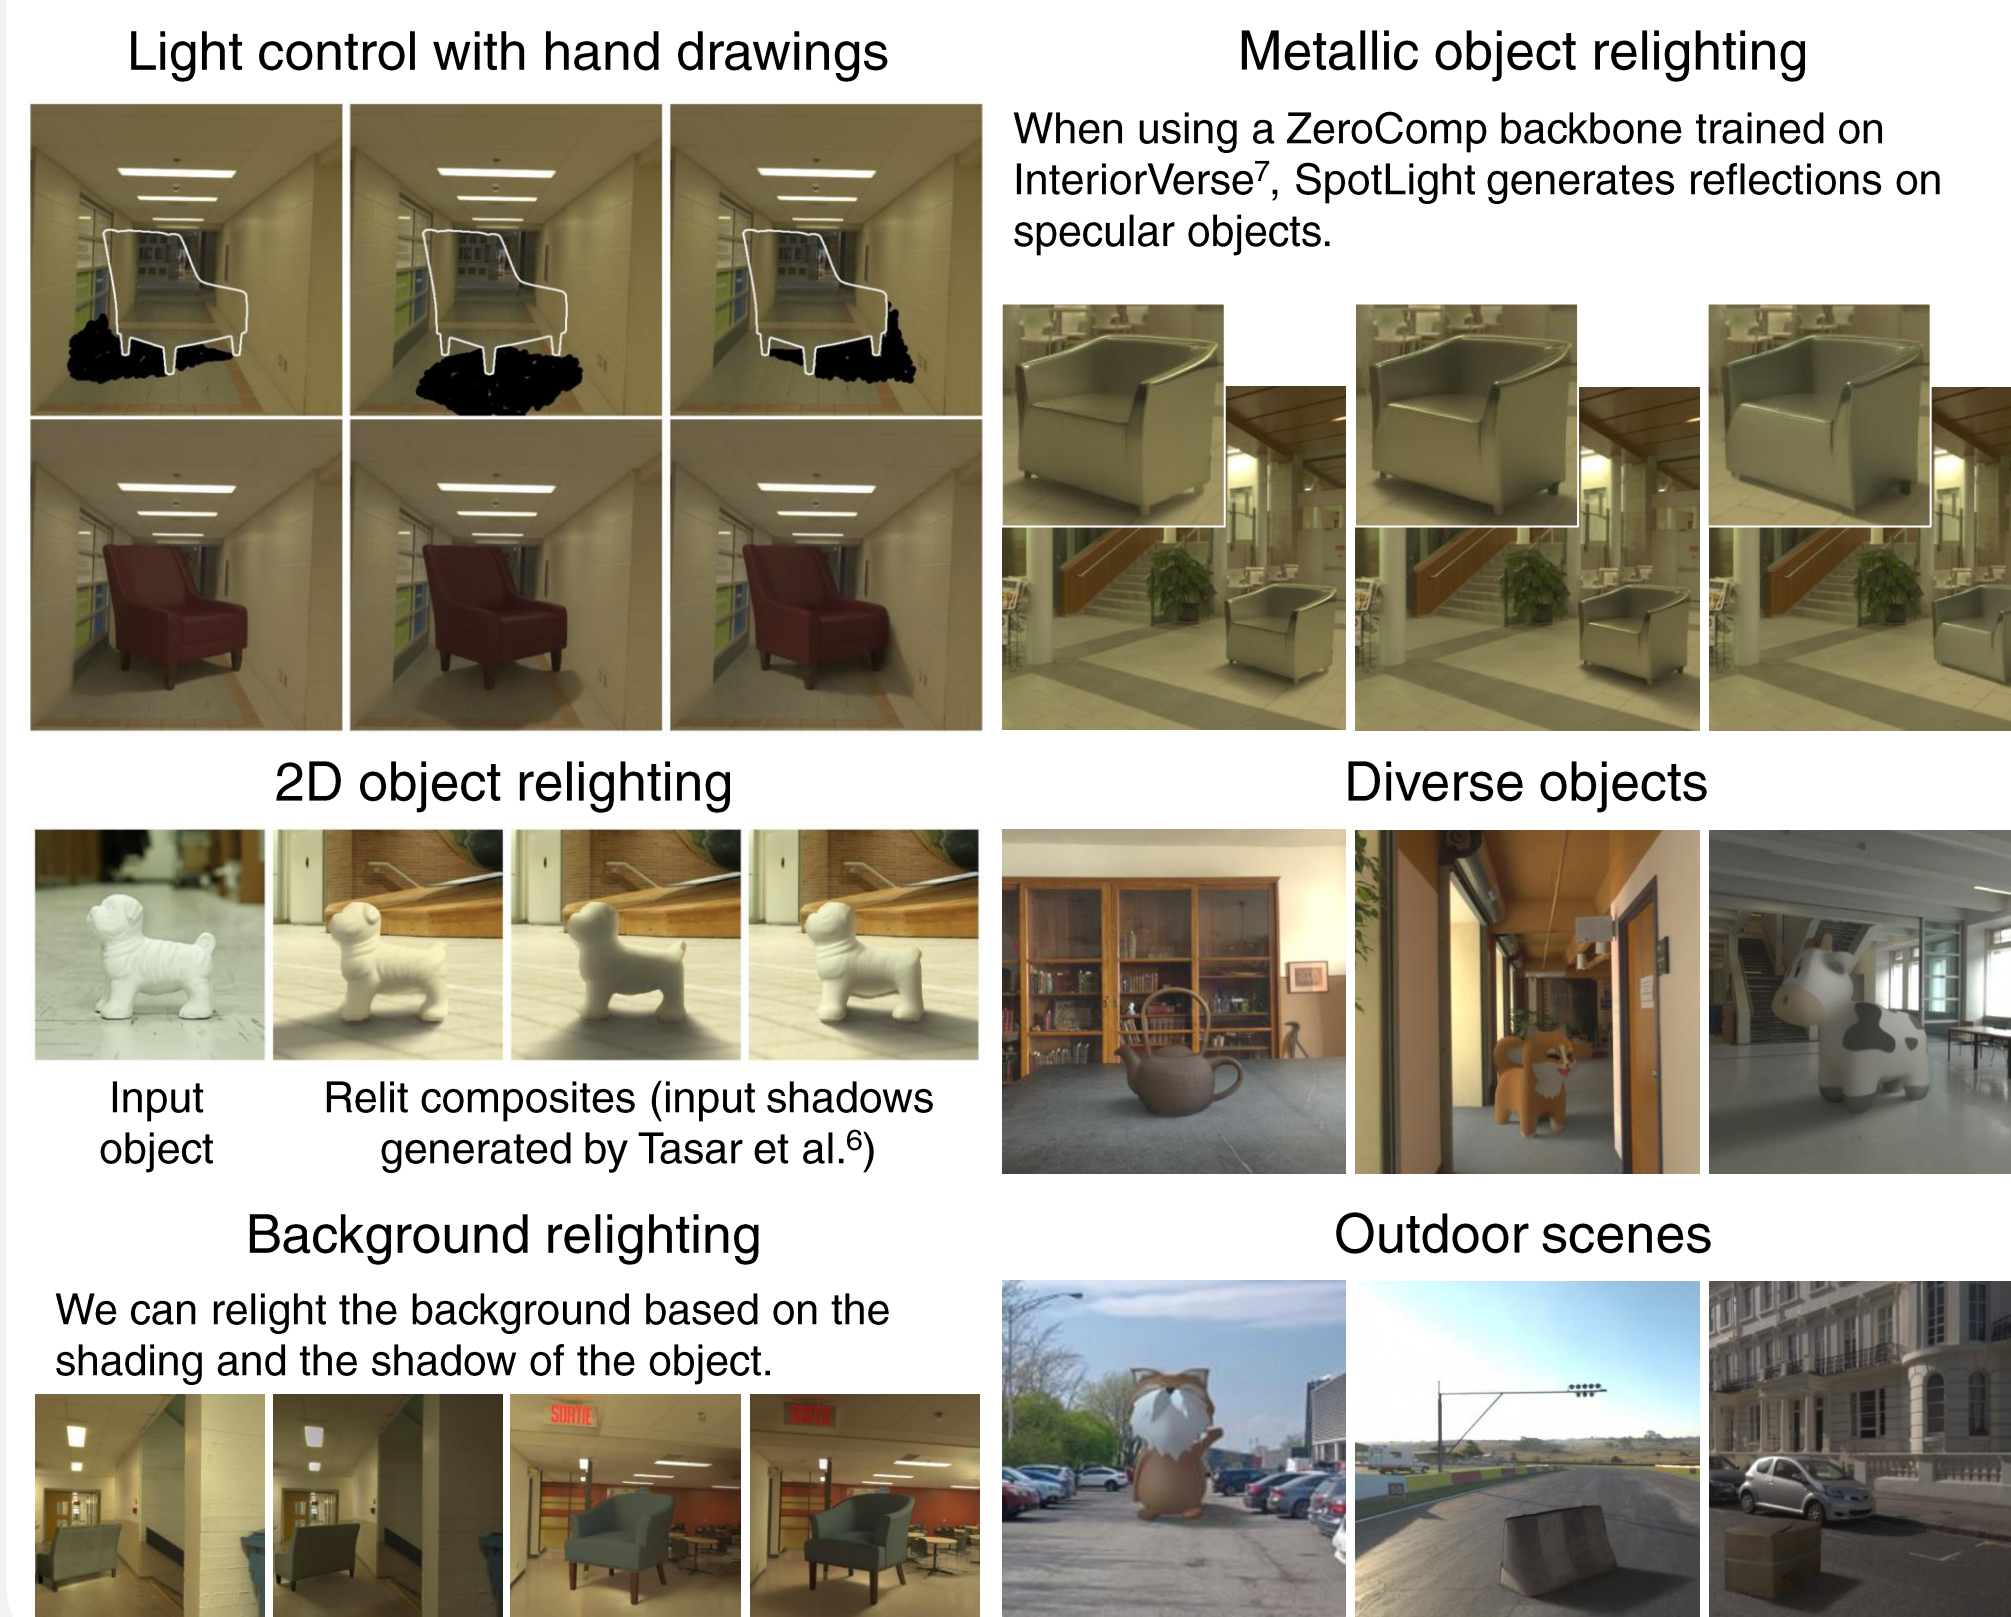 Light control with hand drawings
Metallic object relighting
When using a ZeroComp backbone trained on
InteriorVerse⁷, SpotLight generates reflections on
specular objects.
2D object relighting
Input
object
Relit composites (input shadows
generated by Tasar et al.⁶)
Diverse objects
Background relighting
We can relight the background based on the
shading and the shadow of the object.
SORTIE
SORTIE
Outdoor scenes